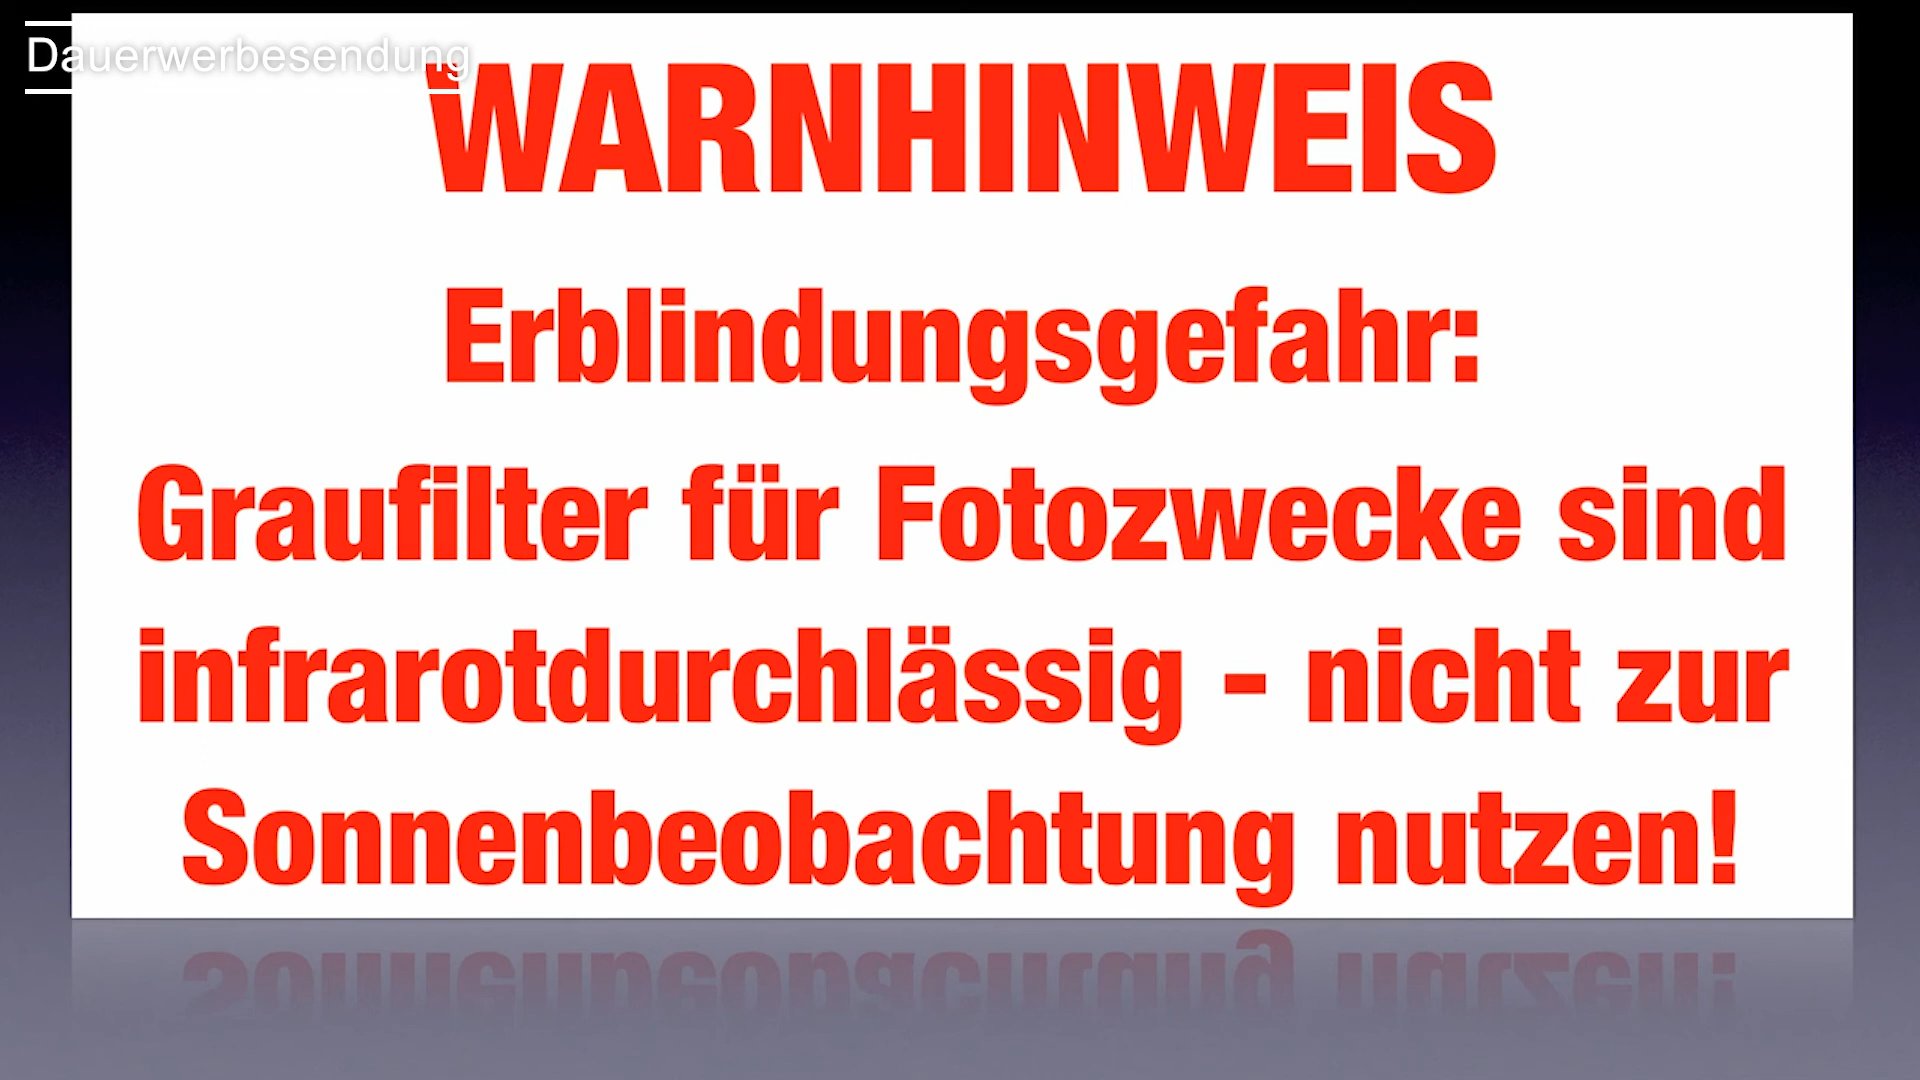 Dauerwerbesendung
WARNHINWEIS
Erblindungsgefahr:
Graufilter für Fotozwecke sind
infrarotdurchlässig - nicht zur
Sonnenbeobachtung nutzen!